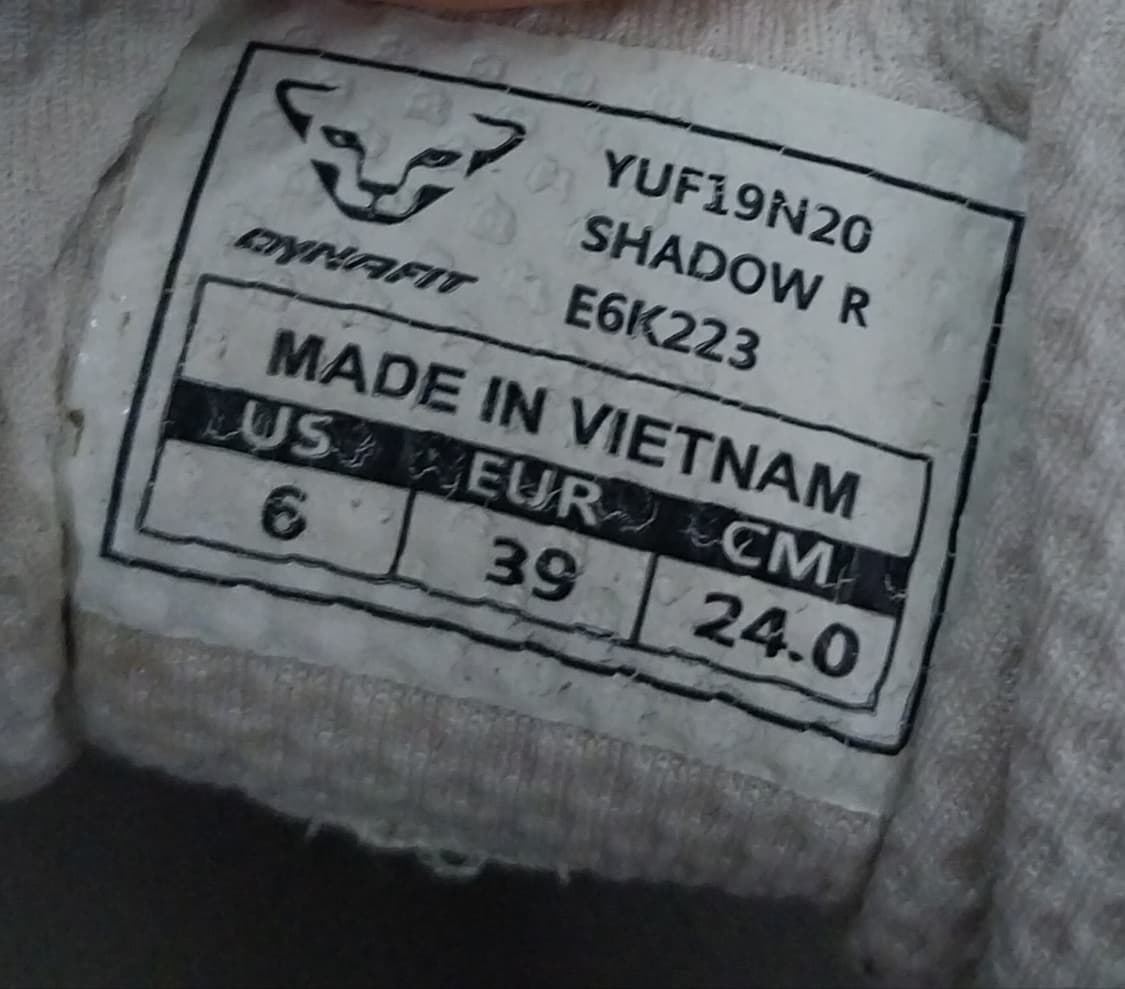 DYNAFIT
YUF19N20
SHADOW R
E6K223
MADE IN VIETNAM
US EUR CM
6 39 24.0